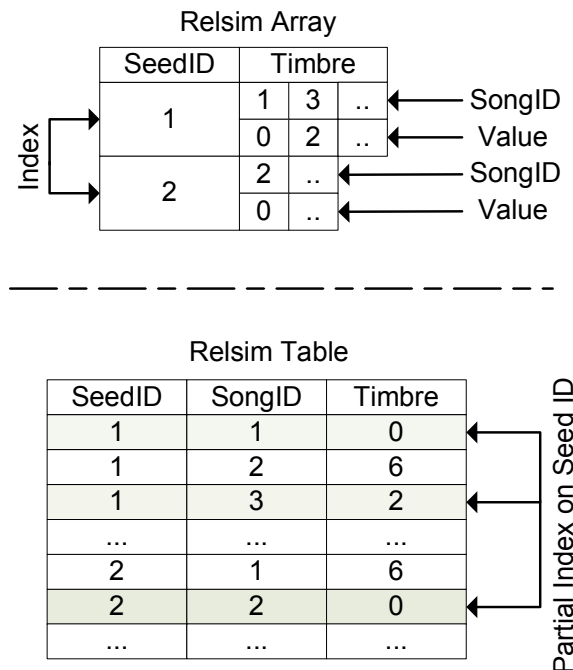 Relsim Array
SeedID Timbre
1 1 3 .. SongID
0 2 .. Value
2 2 .. SongID
0 .. Value
Index
Relsim Table
SeedID SongID Timbre
1 1 0
1 2 6
1 3 2
... ... ...
2 1 6
2 2 0
... ... ...
Partial Index on Seed ID